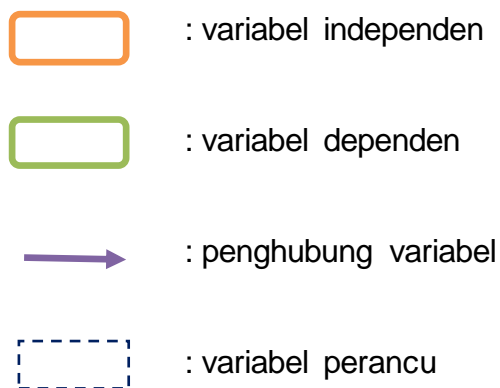 : variabel independen
: variabel dependen
: penghubung variabel
: variabel perancu